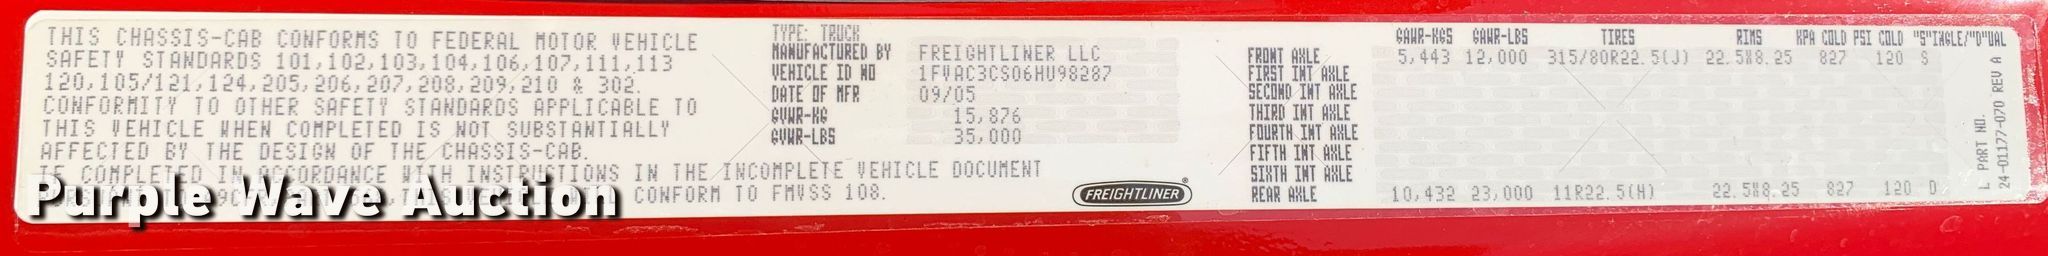 THIS CHASSIS-CAB CONFORMS TO FEDERAL MOTOR VEHICLE
SAFETY STANDARDS 101,102,103,104,106,107,111,113
120,105/121,124,205,206,207,208,209,210 & 302.
CONFORMITY TO OTHER SAFETY STANDARDS APPLICABLE TO
THIS VEHICLE WHEN COMPLETED IS NOT SUBSTANTIALLY
AFFECTED BY THE DESIGN OF THE CHASSIS-CAB.
IF COMPLETED IN ACCORDANCE WITH INSTRUCTIONS IN THE INCOMPLETE VEHICLE DOCUMENT
CONFORM TO FMVSS 108.
Purple Wave Auction
TYPE: TRUCK
MANUFACTURED BY FREIGHTLINER LLC
VEHICLE ID NO 1FVAC3CS06HU98287
DATE OF MFR 09/05
GVWR-KG 15,876
GVWR-LBS 35,000
FREIGHTLINER®
GAWR-KGS GAWR-LBS TIRES RIMS KPA COLD PSI COLD "S"INGLE/"D"UAL
FRONT AXLE 5,443 12,000 315/80R22.5(J) 22.5X8.25 827 120 S
FIRST INT AXLE
SECOND INT AXLE
THIRD INT AXLE
FOURTH INT AXLE
FIFTH INT AXLE
SIXTH INT AXLE
REAR AXLE 10,432 23,000 11R22.5(H) 22.5X8.25 827 120 D
L PART NO.
24-01177-070 REV A